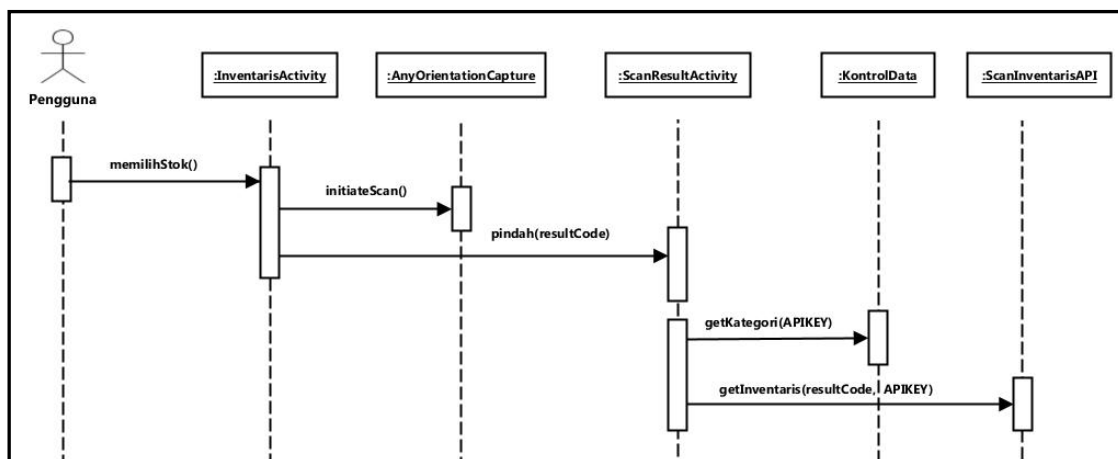 :InventarisActivity
:AnyOrientationCapture
:ScanResultActivity
:KontrolData
:ScanInventarisAPI
Pengguna
memilihStok()
initiateScan()
pindah(resultCode)
getKategori(APIKEY)
getInventaris(resultCode, APIKEY)